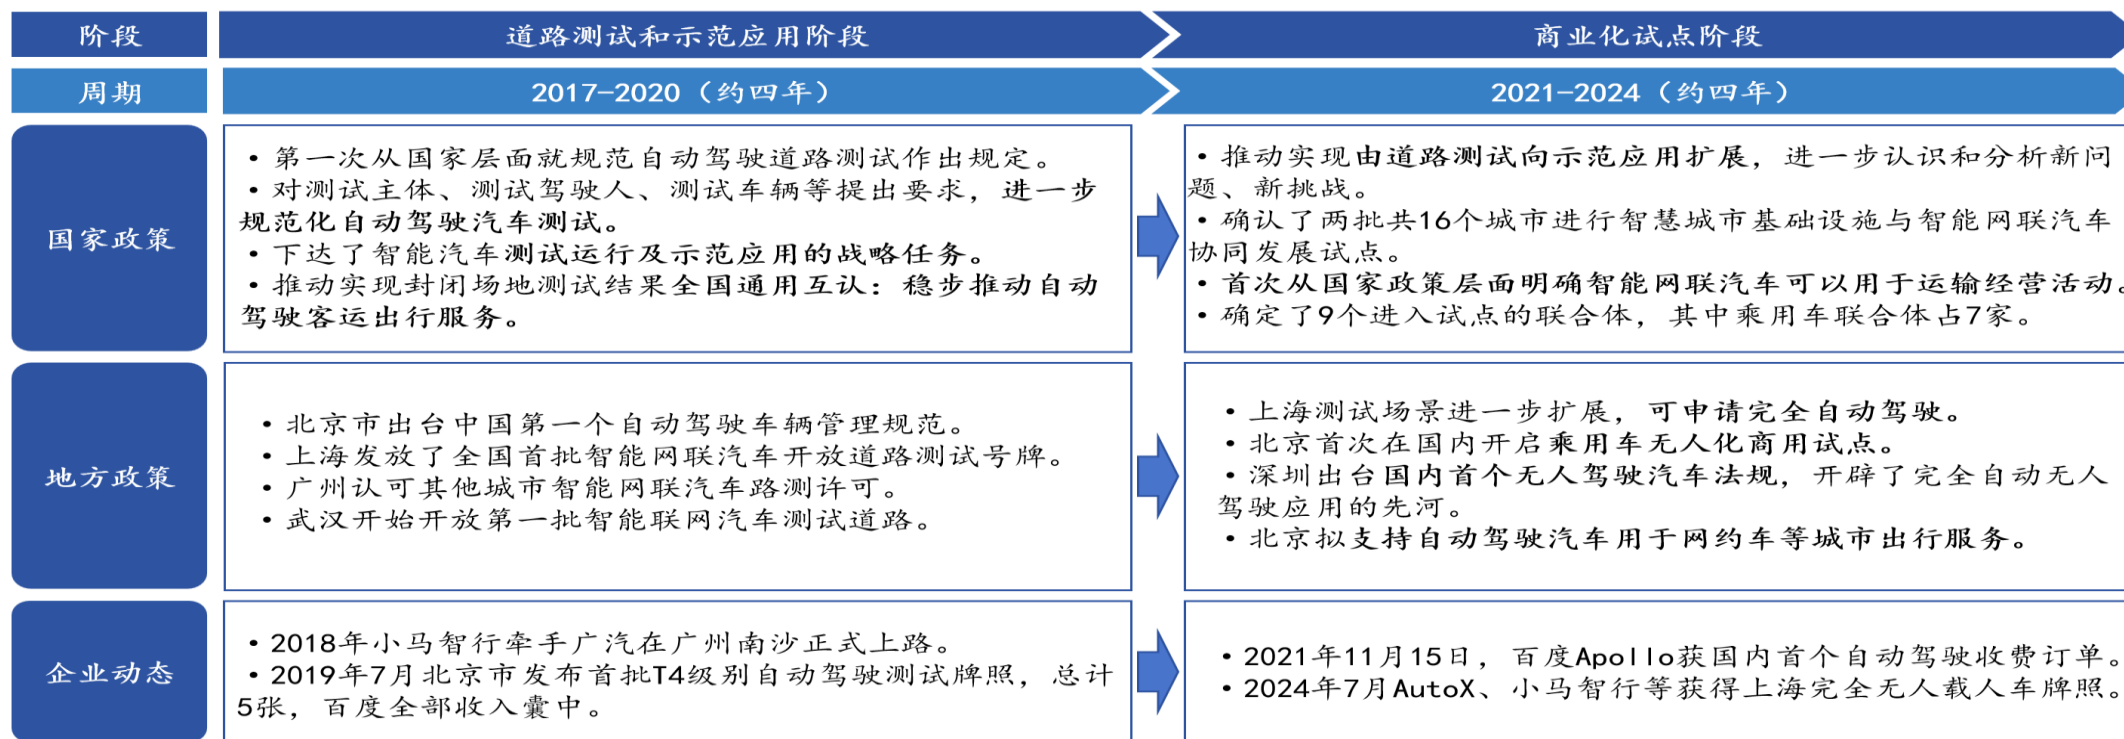 阶段
道路测试和示范应用阶段
商业化试点阶段
周期
2017-2020（约四年）
2021-2024（约四年）
国家政策
• 第一次从国家层面就规范自动驾驶道路测试作出规定。
• 对测试主体、测试驾驶人、测试车辆等提出要求，进一步
规范化自动驾驶汽车测试。
• 下达了智能汽车测试运行及示范应用的战略任务。
• 推动实现封闭场地测试结果全国通用互认：稳步推动自动
驾驶客运出行服务。
• 推动实现由道路测试向示范应用扩展，进一步认识和分析新问
题、新挑战。
• 确认了两批共16个城市进行智慧城市基础设施与智能网联汽车
协同发展试点。
• 首次从国家政策层面明确智能网联汽车可以用于运输经营活动。
• 确定了9个进入试点的联合体，其中乘用车联合体占7家。
地方政策
• 北京市出台中国第一个自动驾驶车辆管理规范。
• 上海发放了全国首批智能网联汽车开放道路测试号牌。
• 广州认可其他城市智能网联汽车路测许可。
• 武汉开始开放第一批智能联网汽车测试道路。
• 上海测试场景进一步扩展，可申请完全自动驾驶。
• 北京首次在国内开启乘用车无人化商用试点。
• 深圳出台国内首个无人驾驶汽车法规，开辟了完全自动无人
驾驶应用的先河。
• 北京拟支持自动驾驶汽车用于网约车等城市出行服务。
企业动态
• 2018年小马智行牵手广汽在广州南沙正式上路。
• 2019年7月北京市发布首批T4级别自动驾驶测试牌照，总计
5张，百度全部收入囊中。
• 2021年11月15日，百度Apollo获国内首个自动驾驶收费订单。
• 2024年7月AutoX、小马智行等获得上海完全无人载人车牌照。